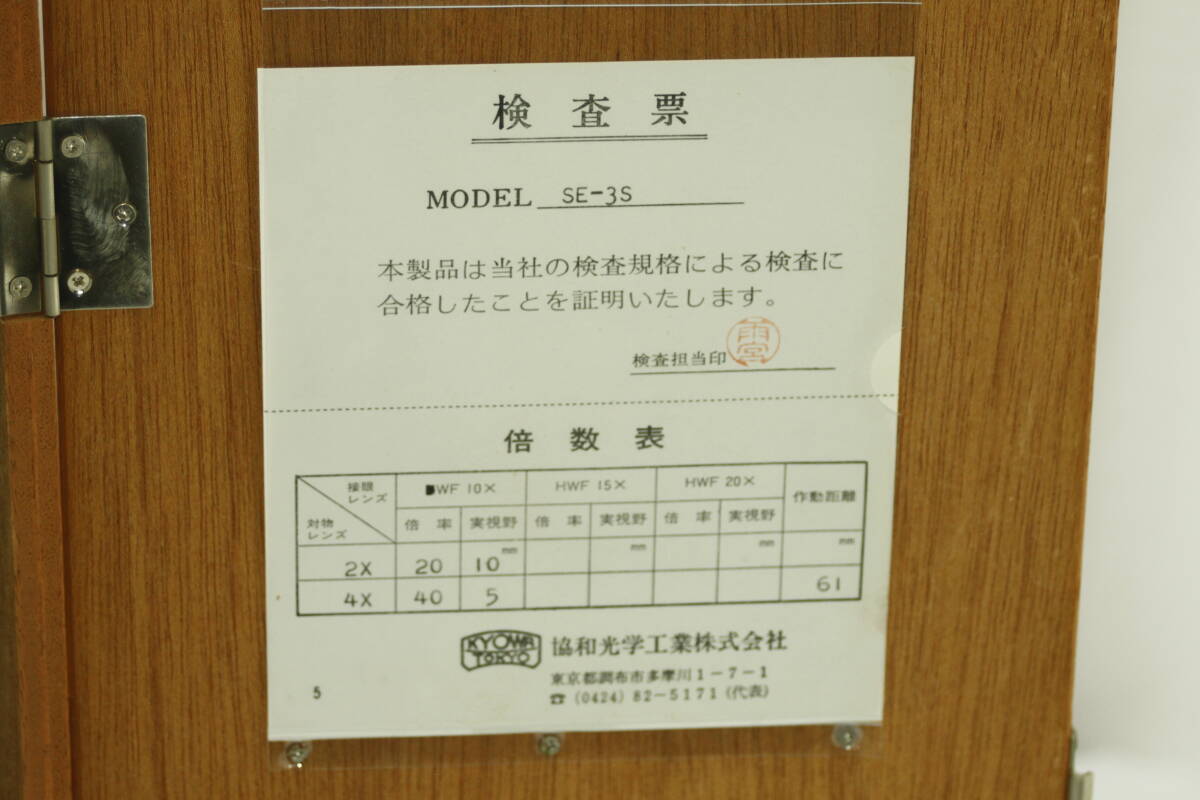 検査票
MODEL SE-3S
本製品は当社の検査規格による検査に
合格したことを証明いたします。
検査担当印 雨宮
倍数表
接眼レンズ WF 10× HWF 15× HWF 20× 作動距離
対物レンズ 倍率 実視野 倍率 実視野 倍率 実視野
mm mm mm mm
2X 20 10
4X 40 5 61
KYOWA TOKYO 協和光学工業株式会社
東京都調布市多摩川1-7-1
5 ☎ (0424) 82-5171 (代表)